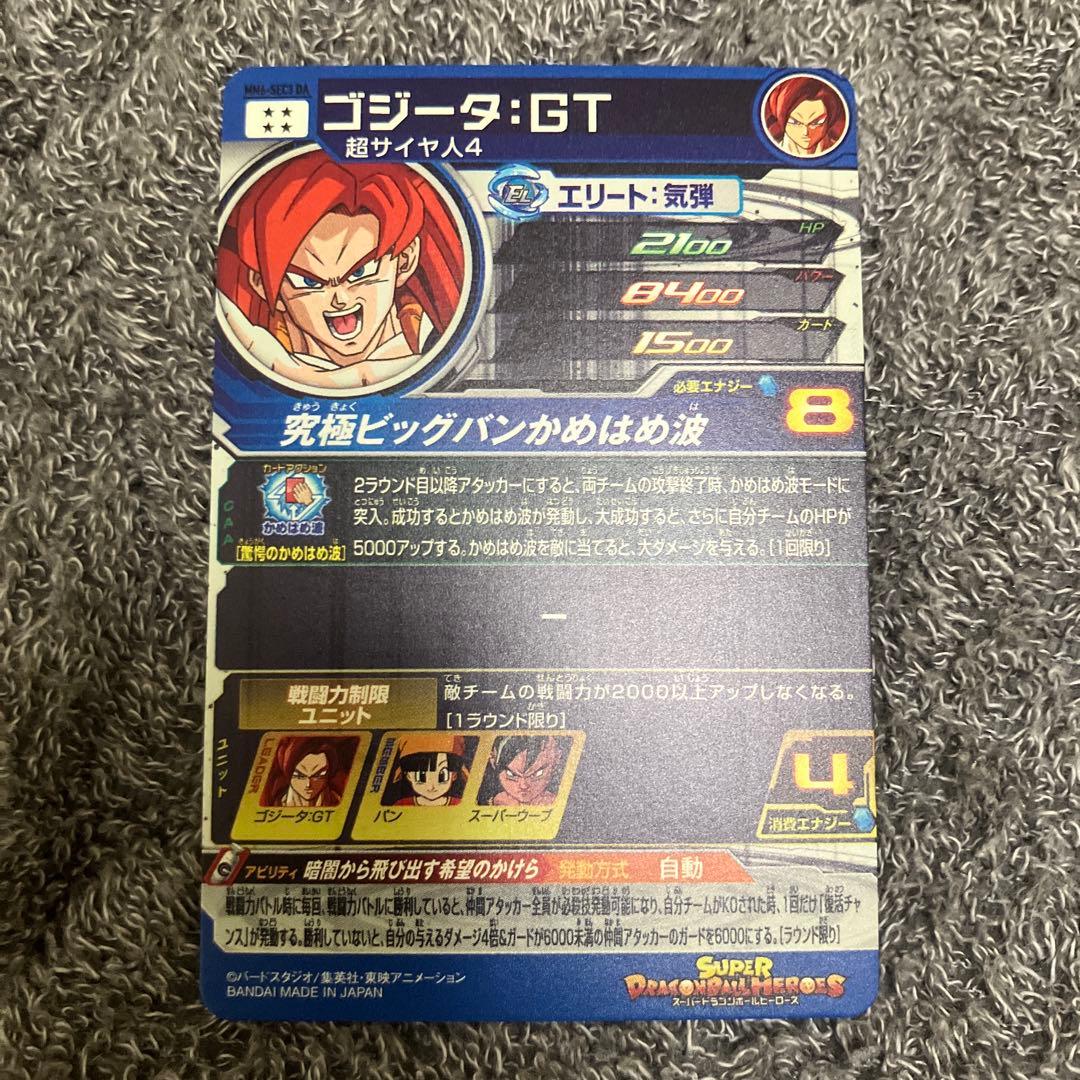 MM6-SEC3 DA
ゴジータ:GT
超サイヤ人4
EL エリート:気弾
HP
2100
パワー
8400
ガード
1500
必要エナジー
8
きゅうきょく は
究極ビッグバンかめはめ波
カードアクション
かめはめ波
[驚愕のかめはめ波]
CAA
2ラウンド目以降アタッカーにすると、両チームの攻撃終了時、かめはめ波モードに
突入。成功するとかめはめ波が発動し、大成功すると、さらに自分チームのHPが
5000アップする。かめはめ波を敵に当てると、大ダメージを与える。[1回限り]
ー
ユニット
戦闘力制限
ユニット
敵チームの戦闘力が2000以上アップしなくなる。
[1ラウンド限り]
LEADER
ゴジータ:GT
MEMBER
パン
スーパーウーブ
4
消費エナジー
アビリティ 暗闇から飛び出す希望のかけら 発動方式 自動
戦闘力バトル時に毎回、戦闘力バトルに勝利していると、仲間アタッカー全員が必殺技発動可能になり、自分チームがKOされた時、1回だけ「復活チャ
ンス」が発動する。勝利していないと、自分の与えるダメージ4倍&ガードが6000未満の仲間アタッカーのガードを6000にする。[ラウンド限り]
©バードスタジオ/集英社・東映アニメーション
BANDAI MADE IN JAPAN
SUPER
DRAGONBALL HEROES
スーパードラゴンボールヒーローズ